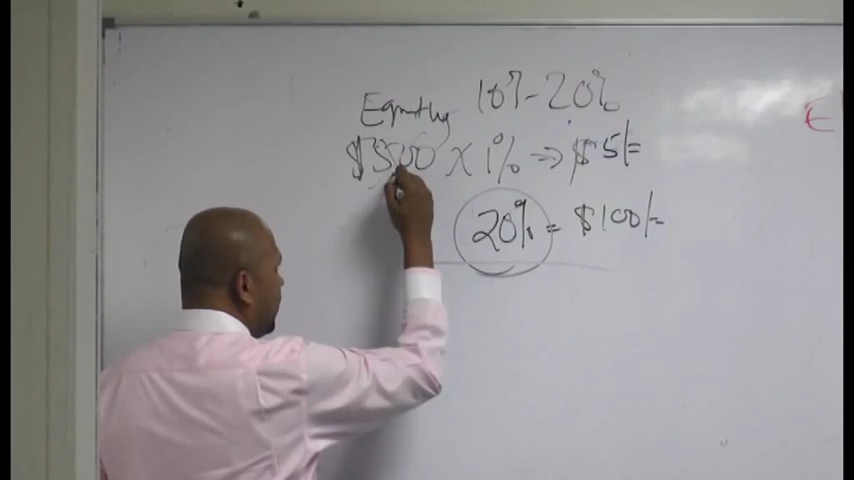 Equity 10%-20%
$500 x 1% => $5/=
20% = $100/=
E